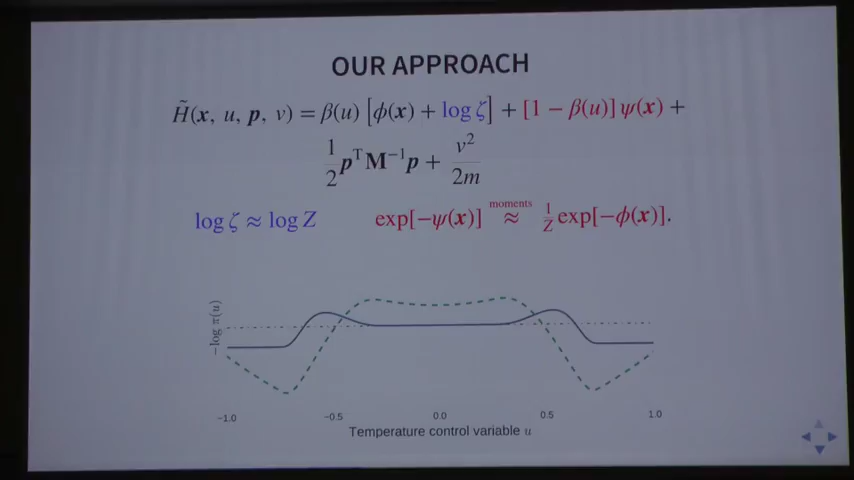 OUR APPROACH
H̃(x, u, p, v) = β(u) [ϕ(x) + log ζ] + [1 − β(u)] ψ(x) +
1/2 pᵀM⁻¹p + v²/2m
log ζ ≈ log Z exp[−ψ(x)] moments ≈ 1/Z exp[−ϕ(x)].
−log π(u)
−1.0 −0.5 0.0 0.5 1.0
Temperature control variable u